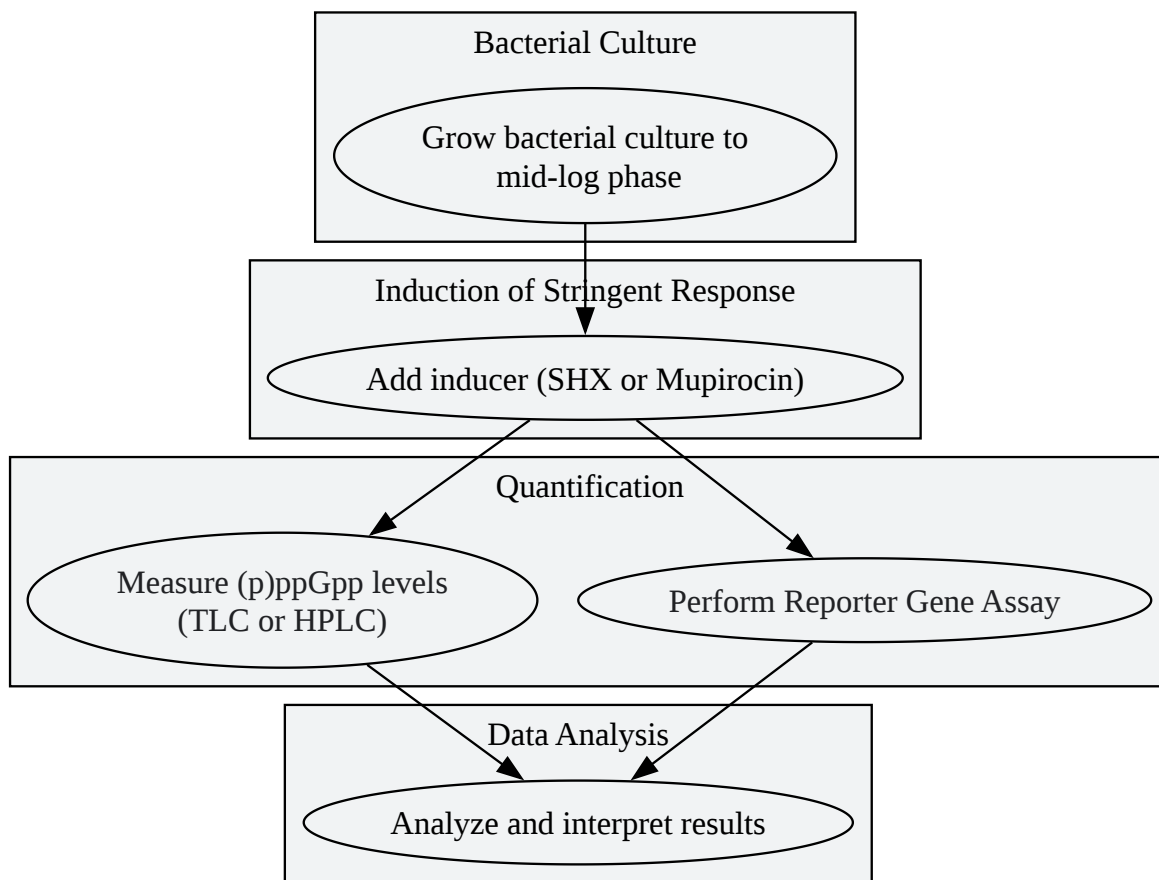 Bacterial Culture
Grow bacterial culture to
mid-log phase
Induction of Stringent Response
Add inducer (SHX or Mupirocin)
Quantification
Measure (p)ppGpp levels
(TLC or HPLC)
Perform Reporter Gene Assay
Data Analysis
Analyze and interpret results